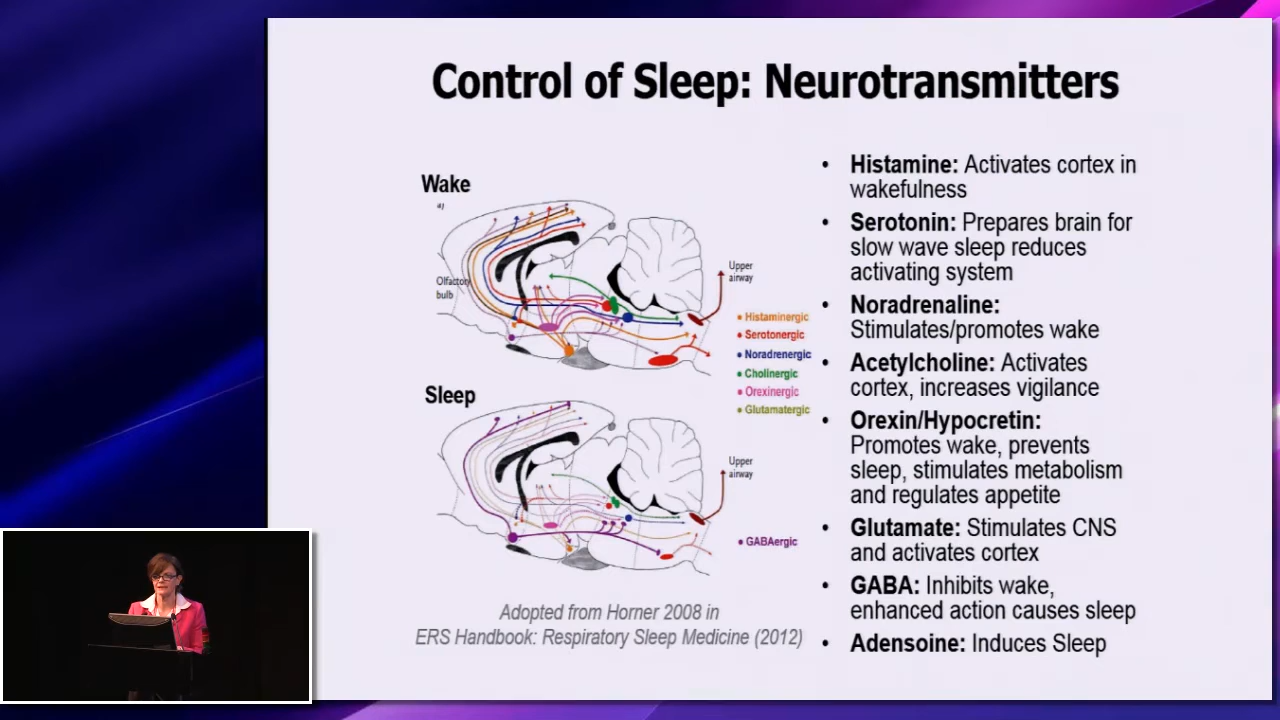 Control of Sleep: Neurotransmitters
Wake
a)
Olfactory
bulb
Upper
airway
• Histaminergic
• Serotonergic
• Noradrenergic
• Cholinergic
• Orexinergic
• Glutamatergic
Sleep
Upper
airway
• GABAergic
Adopted from Horner 2008 in
ERS Handbook: Respiratory Sleep Medicine (2012)
• Histamine: Activates cortex in
wakefulness
• Serotonin: Prepares brain for
slow wave sleep reduces
activating system
• Noradrenaline:
Stimulates/promotes wake
• Acetylcholine: Activates
cortex, increases vigilance
• Orexin/Hypocretin:
Promotes wake, prevents
sleep, stimulates metabolism
and regulates appetite
• Glutamate: Stimulates CNS
and activates cortex
• GABA: Inhibits wake,
enhanced action causes sleep
• Adensoine: Induces Sleep